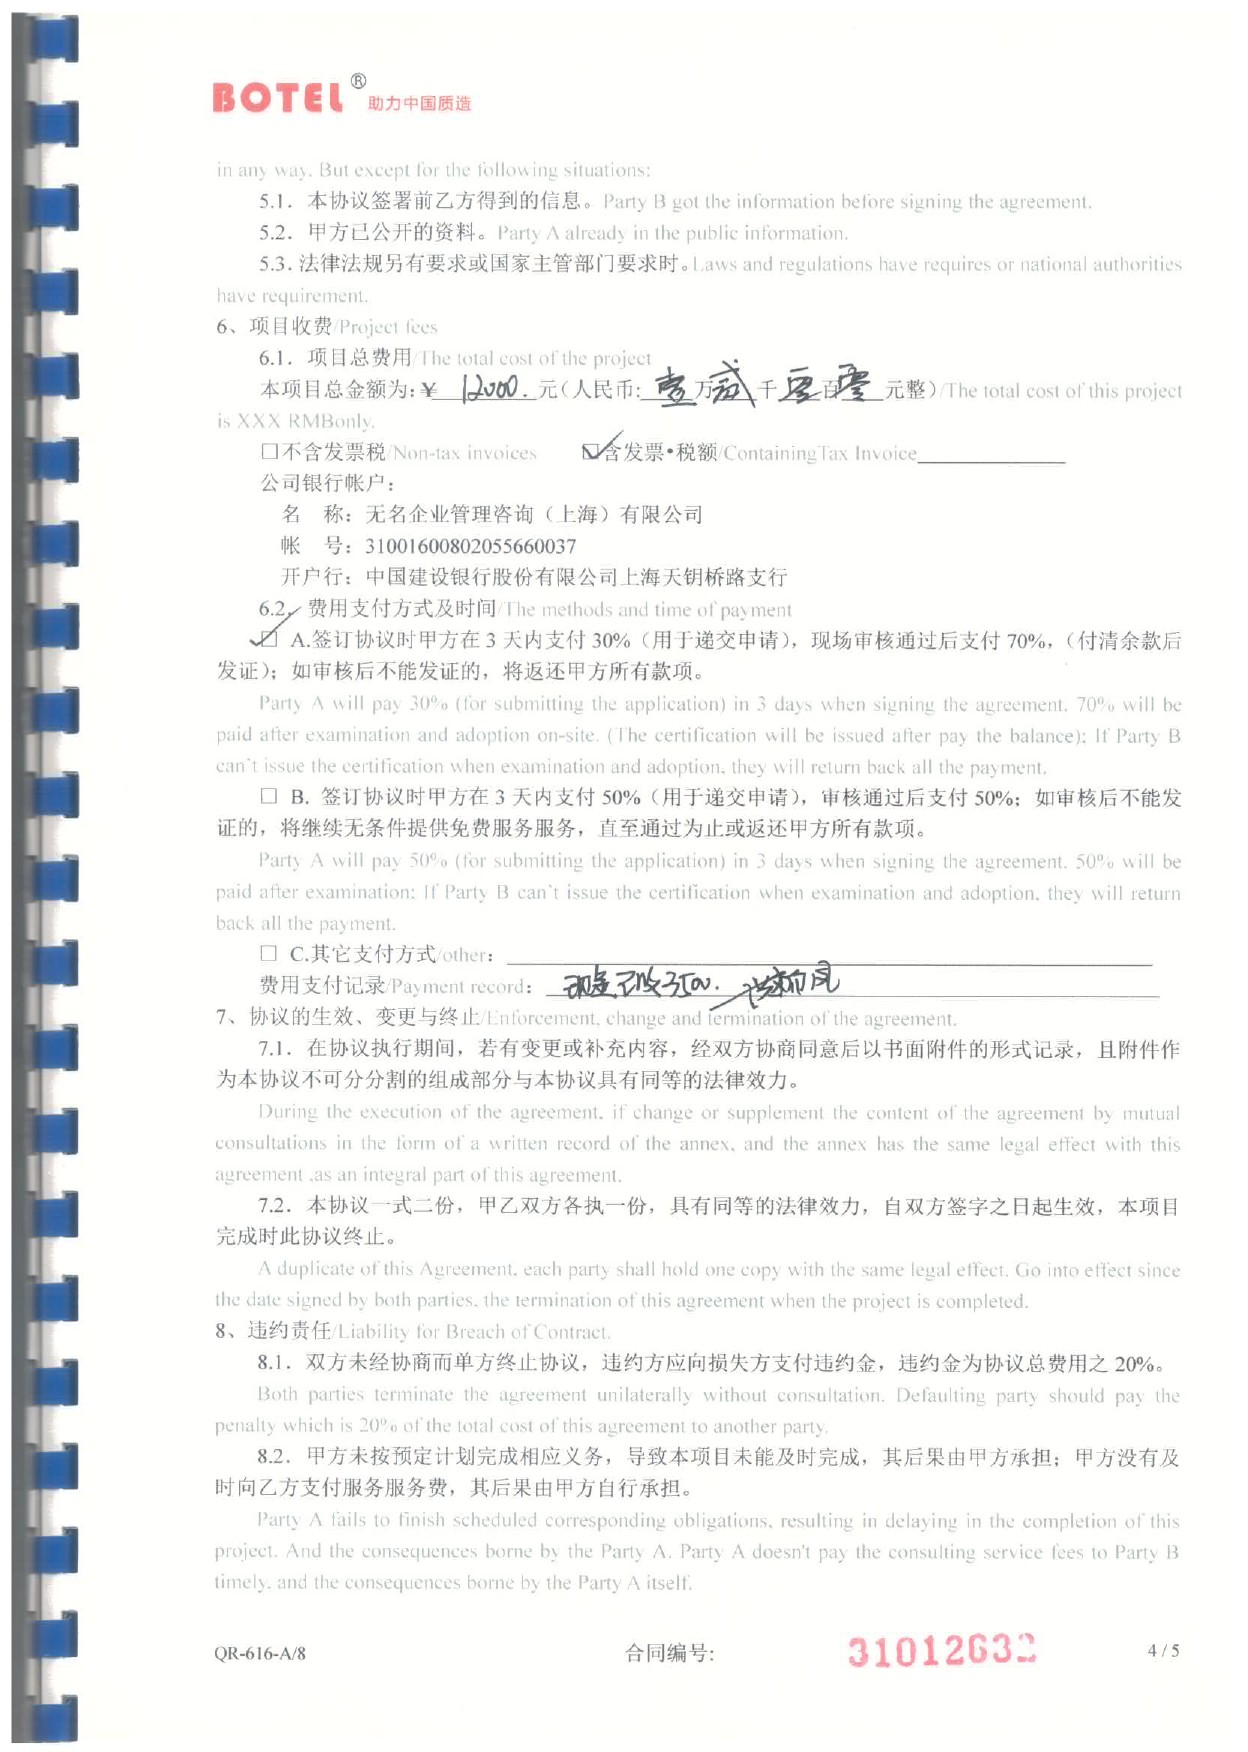 BOTEL® 助力中国质造
in any way. But except for the following situations:
5.1. 本协议签署前乙方得到的信息。Party B got the information before signing the agreement.
5.2. 甲方已公开的资料。Party A already in the public information.
5.3. 法律法规另有要求或国家主管部门要求时。Laws and regulations have requires or national authorities
have requirement.
6、项目收费/Project fees
6.1. 项目总费用/The total cost of the project
本项目总金额为:￥ 12000. 元(人民币: 壹万贰千零百零元整)/The total cost of this project
is XXX RMBonly.
☐不含发票税/Non-tax invoices ☑含发票•税额/ContainingTax Invoice
公司银行帐户:
名 称: 无名企业管理咨询（上海）有限公司
帐 号: 31001600802055660037
开户行: 中国建设银行股份有限公司上海天钥桥路支行
6.2. 费用支付方式及时间/The methods and time of payment
☑ A.签订协议时甲方在 3 天内支付 30%（用于递交申请），现场审核通过后支付 70%，（付清余款后
发证）；如审核后不能发证的，将返还甲方所有款项。
Party A will pay 30% (for submitting the application) in 3 days when signing the agreement. 70% will be
paid after examination and adoption on-site. (The certification will be issued after pay the balance); If Party B
can't issue the certification when examination and adoption, they will return back all the payment.
☐ B. 签订协议时甲方在 3 天内支付 50%（用于递交申请），审核通过后支付 50%；如审核后不能发
证的，将继续无条件提供免费服务服务，直至通过为止或返还甲方所有款项。
Party A will pay 50% (for submitting the application) in 3 days when signing the agreement. 50% will be
paid after examination; If Party B can't issue the certification when examination and adoption, they will return
back all the payment.
☐ C.其它支付方式/other:
费用支付记录/Payment record: 现金已收3500.
7、协议的生效、变更与终止/Enforcement, change and termination of the agreement.
7.1. 在协议执行期间，若有变更或补充内容，经双方协商同意后以书面附件的形式记录，且附件作
为本协议不可分分割的组成部分与本协议具有同等的法律效力。
During the execution of the agreement, if change or supplement the content of the agreement by mutual
consultations in the form of a written record of the annex, and the annex has the same legal effect with this
agreement ,as an integral part of this agreement.
7.2. 本协议一式二份，甲乙双方各执一份，具有同等的法律效力，自双方签字之日起生效，本项目
完成时此协议终止。
A duplicate of this Agreement, each party shall hold one copy with the same legal effect. Go into effect since
the date signed by both parties, the termination of this agreement when the project is completed.
8、违约责任/Liability for Breach of Contract.
8.1. 双方未经协商而单方终止协议，违约方应向损失方支付违约金，违约金为协议总费用之 20%。
Both parties terminate the agreement unilaterally without consultation. Defaulting party should pay the
penalty which is 20% of the total cost of this agreement to another party.
8.2. 甲方未按预定计划完成相应义务，导致本项目未能及时完成，其后果由甲方承担；甲方没有及
时向乙方支付服务服务费，其后果由甲方自行承担。
Party A fails to finish scheduled corresponding obligations, resulting in delaying in the completion of this
project. And the consequences borne by the Party A. Party A doesn't pay the consulting service fees to Party B
timely, and the consequences borne by the Party A itself.
QR-616-A/8 合同编号: 31012632 4 / 5